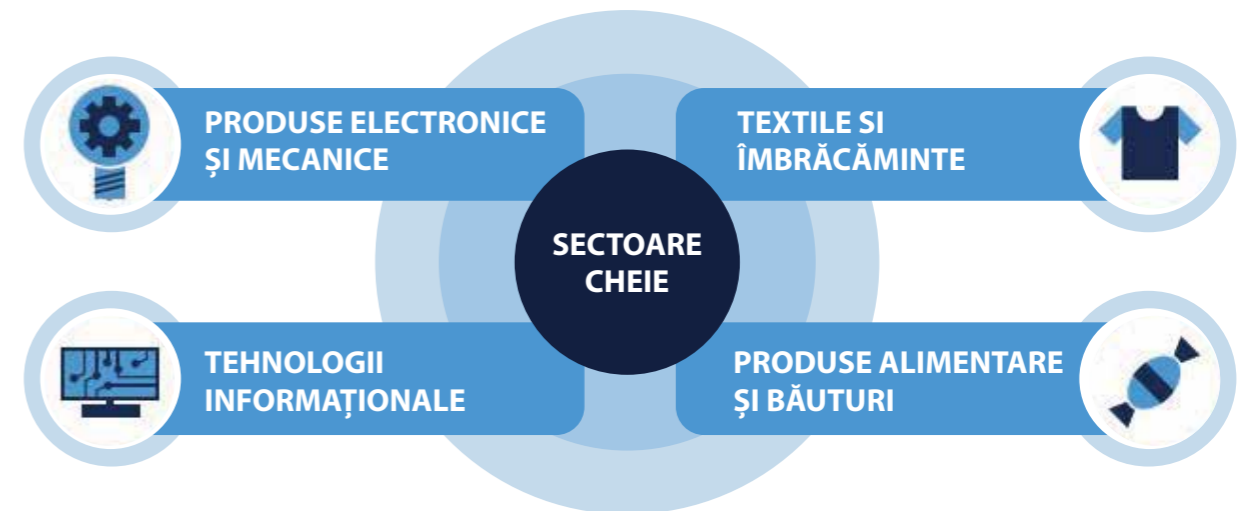 PRODUSE ELECTRONICE
ȘI MECANICE
TEXTILE SI
ÎMBRĂCĂMINTE
SECTOARE
CHEIE
TEHNOLOGII
INFORMAȚIONALE
PRODUSE ALIMENTARE
ȘI BĂUTURI